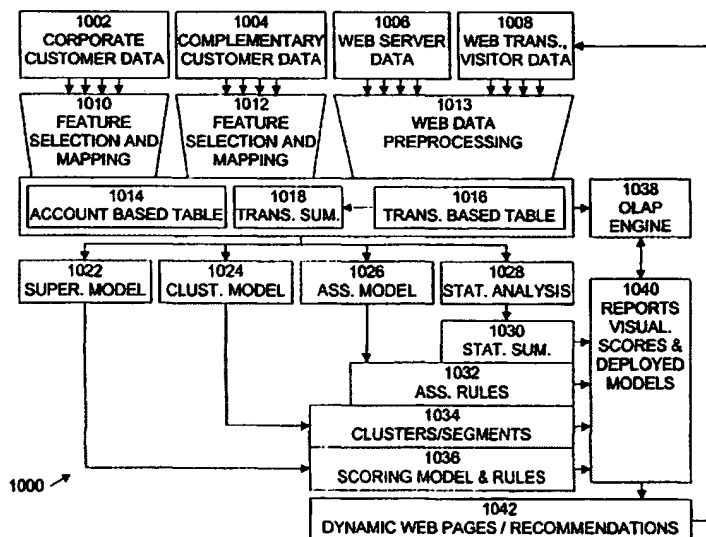 1002
CORPORATE
CUSTOMER DATA
1004
COMPLEMENTARY
CUSTOMER DATA
1006
WEB SERVER
DATA
1008
WEB TRANS.,
VISITOR DATA
1010
FEATURE
SELECTION AND
MAPPING
1012
FEATURE
SELECTION AND
MAPPING
1013
WEB DATA
PREPROCESSING
1014
ACCOUNT BASED TABLE
1018
TRANS. SUM.
1016
TRANS. BASED TABLE
1038
OLAP
ENGINE
1022
SUPER. MODEL
1024
CLUST. MODEL
1026
ASS. MODEL
1028
STAT. ANALYSIS
1040
REPORTS
VISUAL.
SCORES &
DEPLOYED
MODELS
1030
STAT. SUM.
1032
ASS. RULES
1034
CLUSTERS/SEGMENTS
1036
SCORING MODEL & RULES
1000
1042
DYNAMIC WEB PAGES / RECOMMENDATIONS